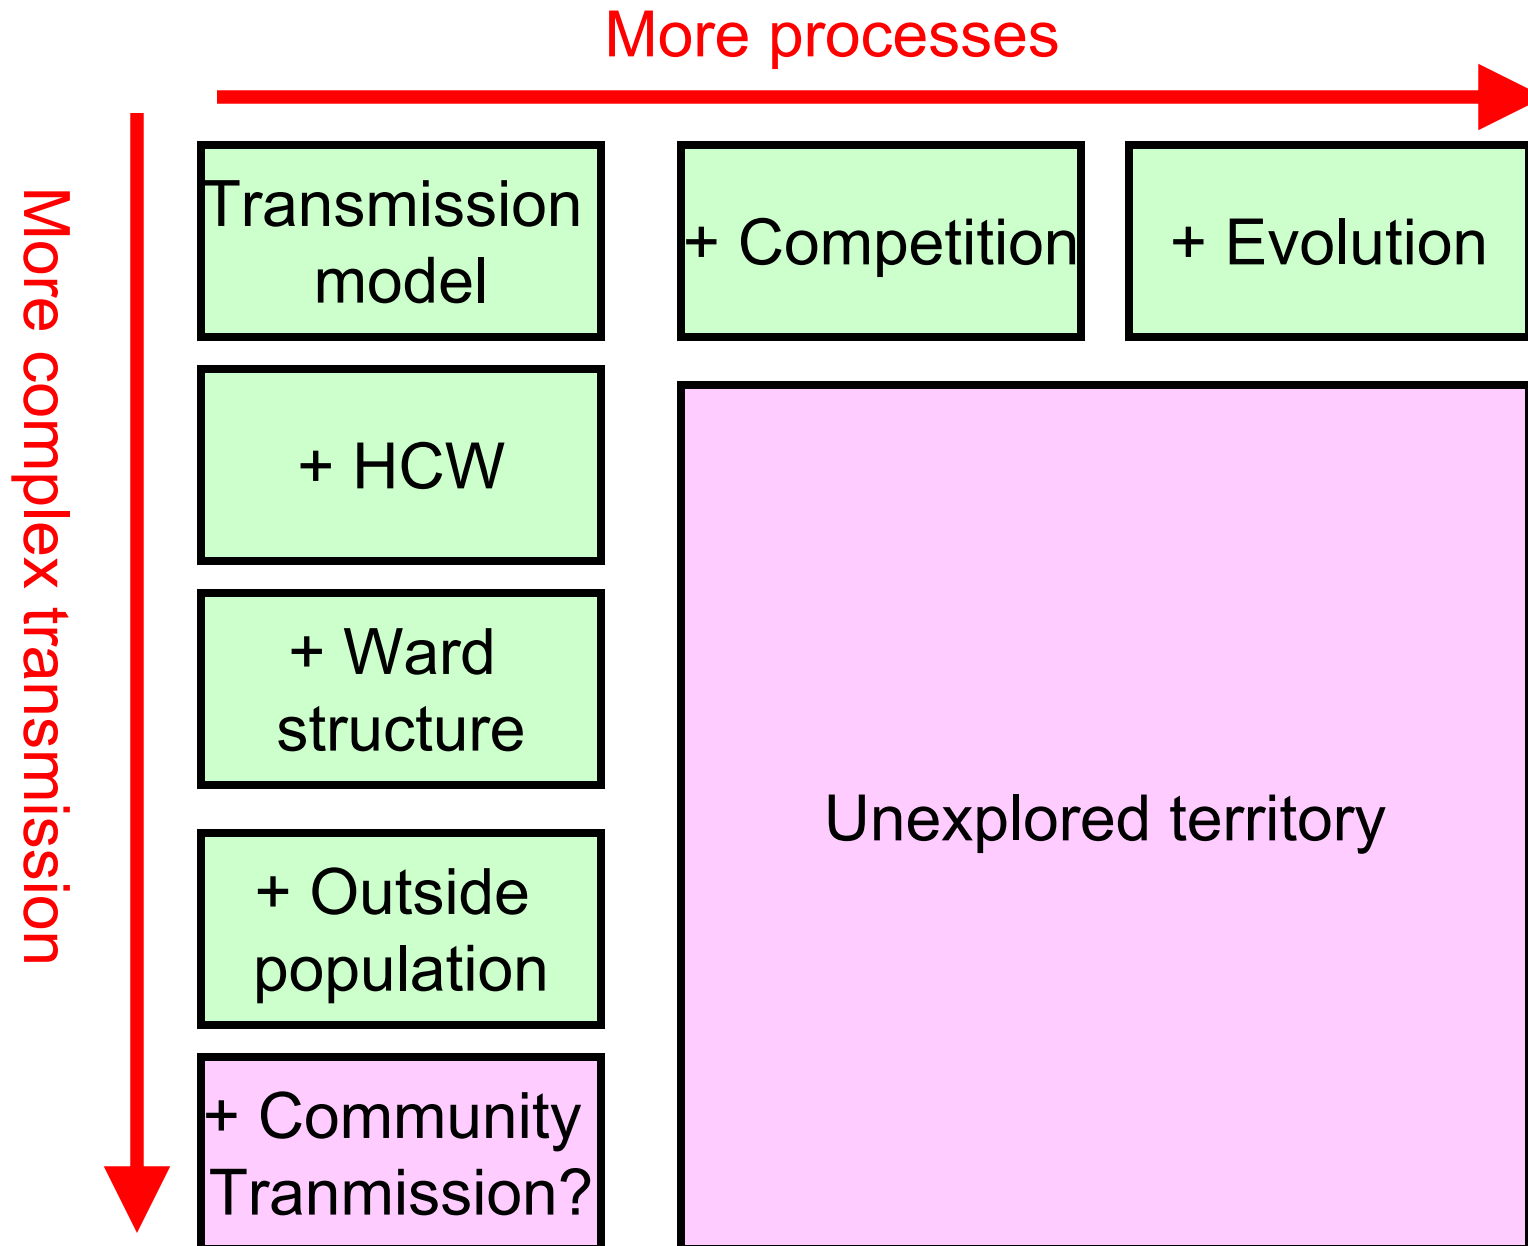 More processes
More complex transmission
Transmission
model
+ Competition
+ Evolution
+ HCW
+ Ward
structure
Unexplored territory
+ Outside
population
+ Community
Tranmission?